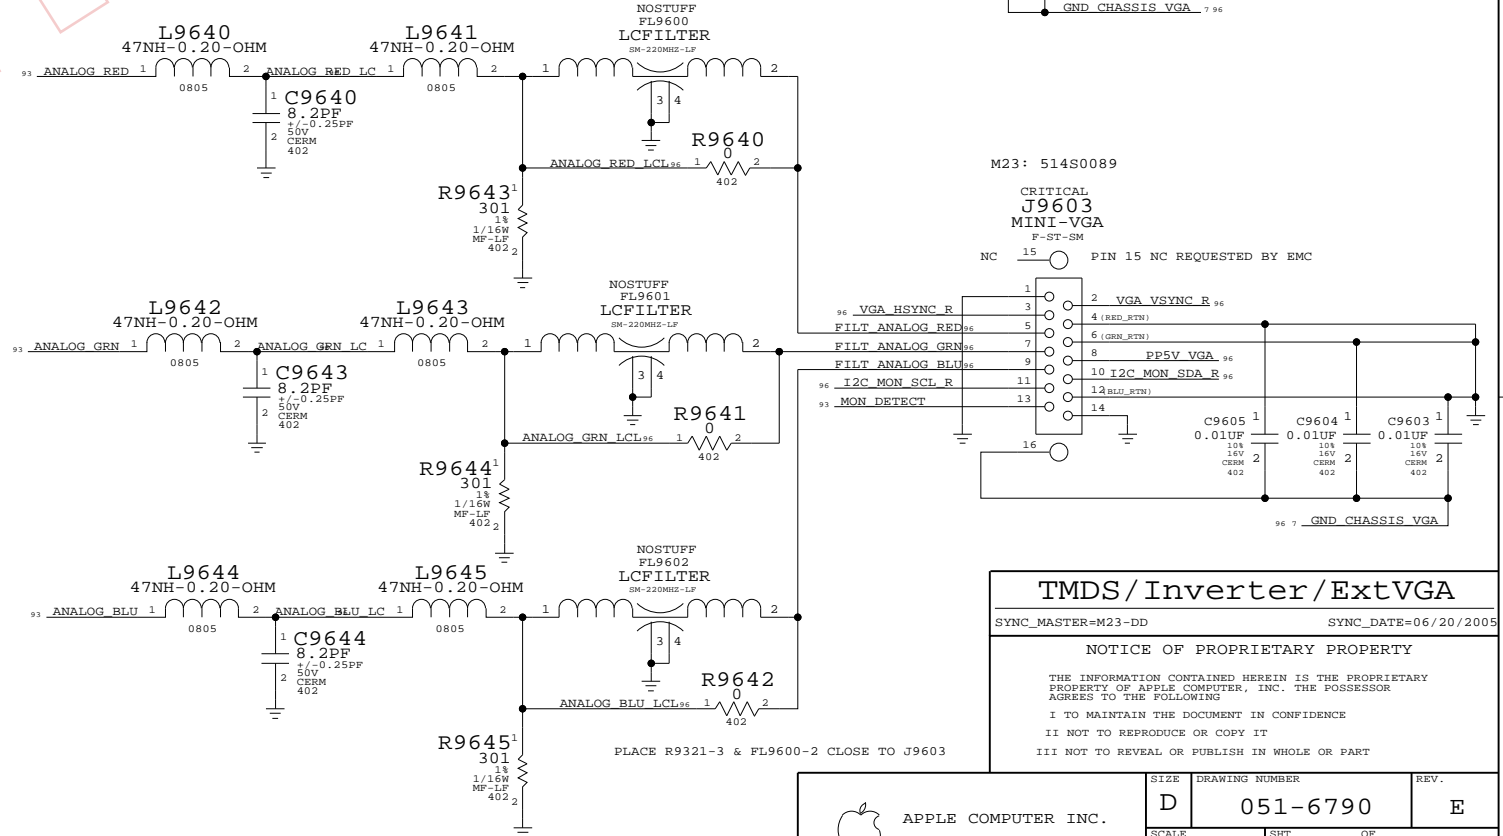 GND_CHASSIS_VGA 7 96
NOSTUFF
FL9600
LCFILTER
SM-220MHZ-LF
L9640
47NH-0.20-OHM
L9641
47NH-0.20-OHM
93 ANALOG_RED 1 2 ANALOG_RED_LC 1 2 1 2
0805
0805
3 4
1 C9640
8.2PF
+/-0.25PF
50V
2 CERM
402
R9640
0
ANALOG_RED_LCL 96 1 2
402
R9643 1
301
1%
1/16W
MF-LF
402 2
M23: 514S0089
CRITICAL
J9603
MINI-VGA
F-ST-SM
NC 15 PIN 15 NC REQUESTED BY EMC
1
2 VGA_VSYNC_R 96
96 VGA_HSYNC_R 3
4 (RED_RTN)
FILT_ANALOG_RED 96 5
6 (GRN_RTN)
FILT_ANALOG_GRN 96 7
8 PP5V_VGA 96
FILT_ANALOG_BLU 96 9
10 I2C_MON_SDA_R 96
96 I2C_MON_SCL_R 11
12 (BLU_RTN)
93 MON_DETECT 13
14
16
C9605 1
0.01UF
10%
16V 2
CERM
402
C9604 1
0.01UF
10%
16V 2
CERM
402
C9603 1
0.01UF
10%
16V 2
CERM
402
96 7 GND_CHASSIS_VGA
NOSTUFF
FL9601
LCFILTER
SM-220MHZ-LF
L9642
47NH-0.20-OHM
L9643
47NH-0.20-OHM
93 ANALOG_GRN 1 2 ANALOG_GRN_LC 1 2 1 2
0805
0805
3 4
1 C9643
8.2PF
+/-0.25PF
50V
2 CERM
402
R9641
0
ANALOG_GRN_LCL 96 1 2
402
R9644 1
301
1%
1/16W
MF-LF
402 2
NOSTUFF
FL9602
LCFILTER
SM-220MHZ-LF
L9644
47NH-0.20-OHM
L9645
47NH-0.20-OHM
93 ANALOG_BLU 1 2 ANALOG_BLU_LC 1 2 1 2
0805
0805
3 4
1 C9644
8.2PF
+/-0.25PF
50V
2 CERM
402
R9642
0
ANALOG_BLU_LCL 96 1 2
402
R9645 1
301
1%
1/16W
MF-LF
402 2
PLACE R9321-3 & FL9600-2 CLOSE TO J9603
TMDS/Inverter/ExtVGA
SYNC_MASTER=M23-DD SYNC_DATE=06/20/2005
NOTICE OF PROPRIETARY PROPERTY
THE INFORMATION CONTAINED HEREIN IS THE PROPRIETARY
PROPERTY OF APPLE COMPUTER, INC. THE POSSESSOR
AGREES TO THE FOLLOWING
I TO MAINTAIN THE DOCUMENT IN CONFIDENCE
II NOT TO REPRODUCE OR COPY IT
III NOT TO REVEAL OR PUBLISH IN WHOLE OR PART
APPLE COMPUTER INC.
SIZE
D
DRAWING NUMBER
051-6790
REV.
E
SCALE SHT OF